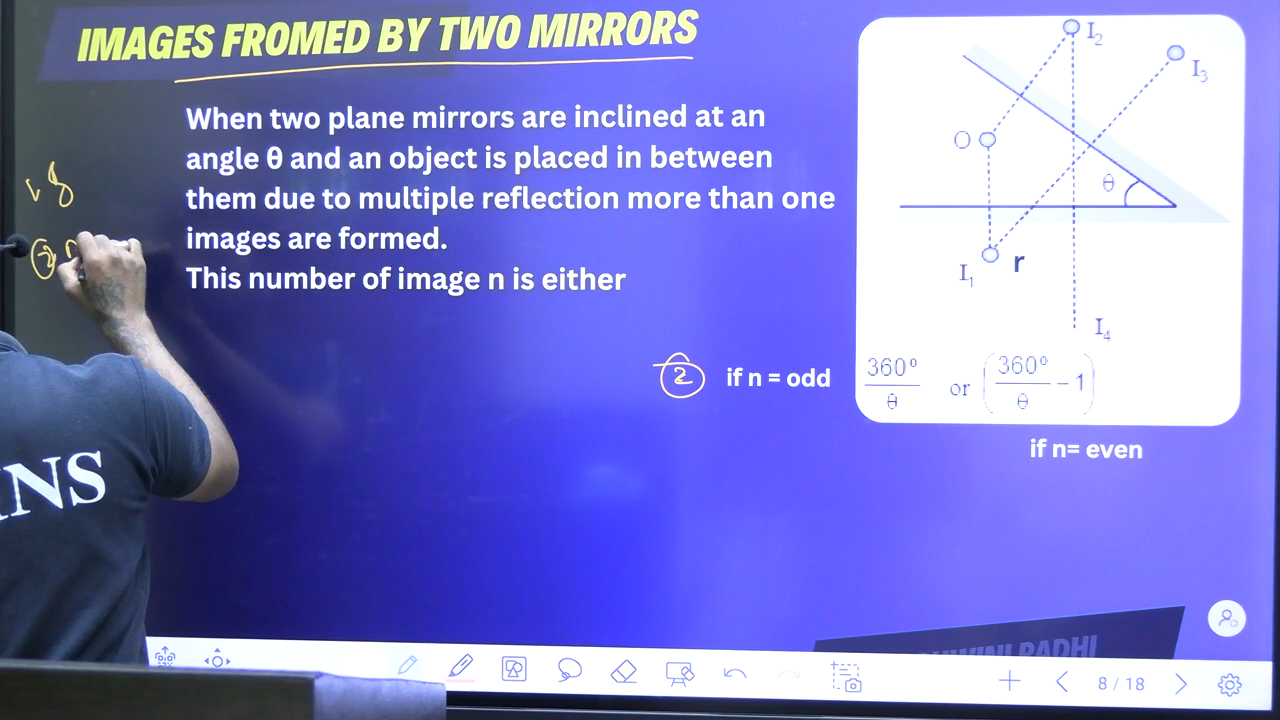 IMAGES FROMED BY TWO MIRRORS
When two plane mirrors are inclined at an
angle θ and an object is placed in between
them due to multiple reflection more than one
images are formed.
This number of image n is either
2 if n = odd
360° / θ or (360° / θ − 1)
if n= even
I₂
I₃
O
θ
I₁ r
I₄
8 / 18